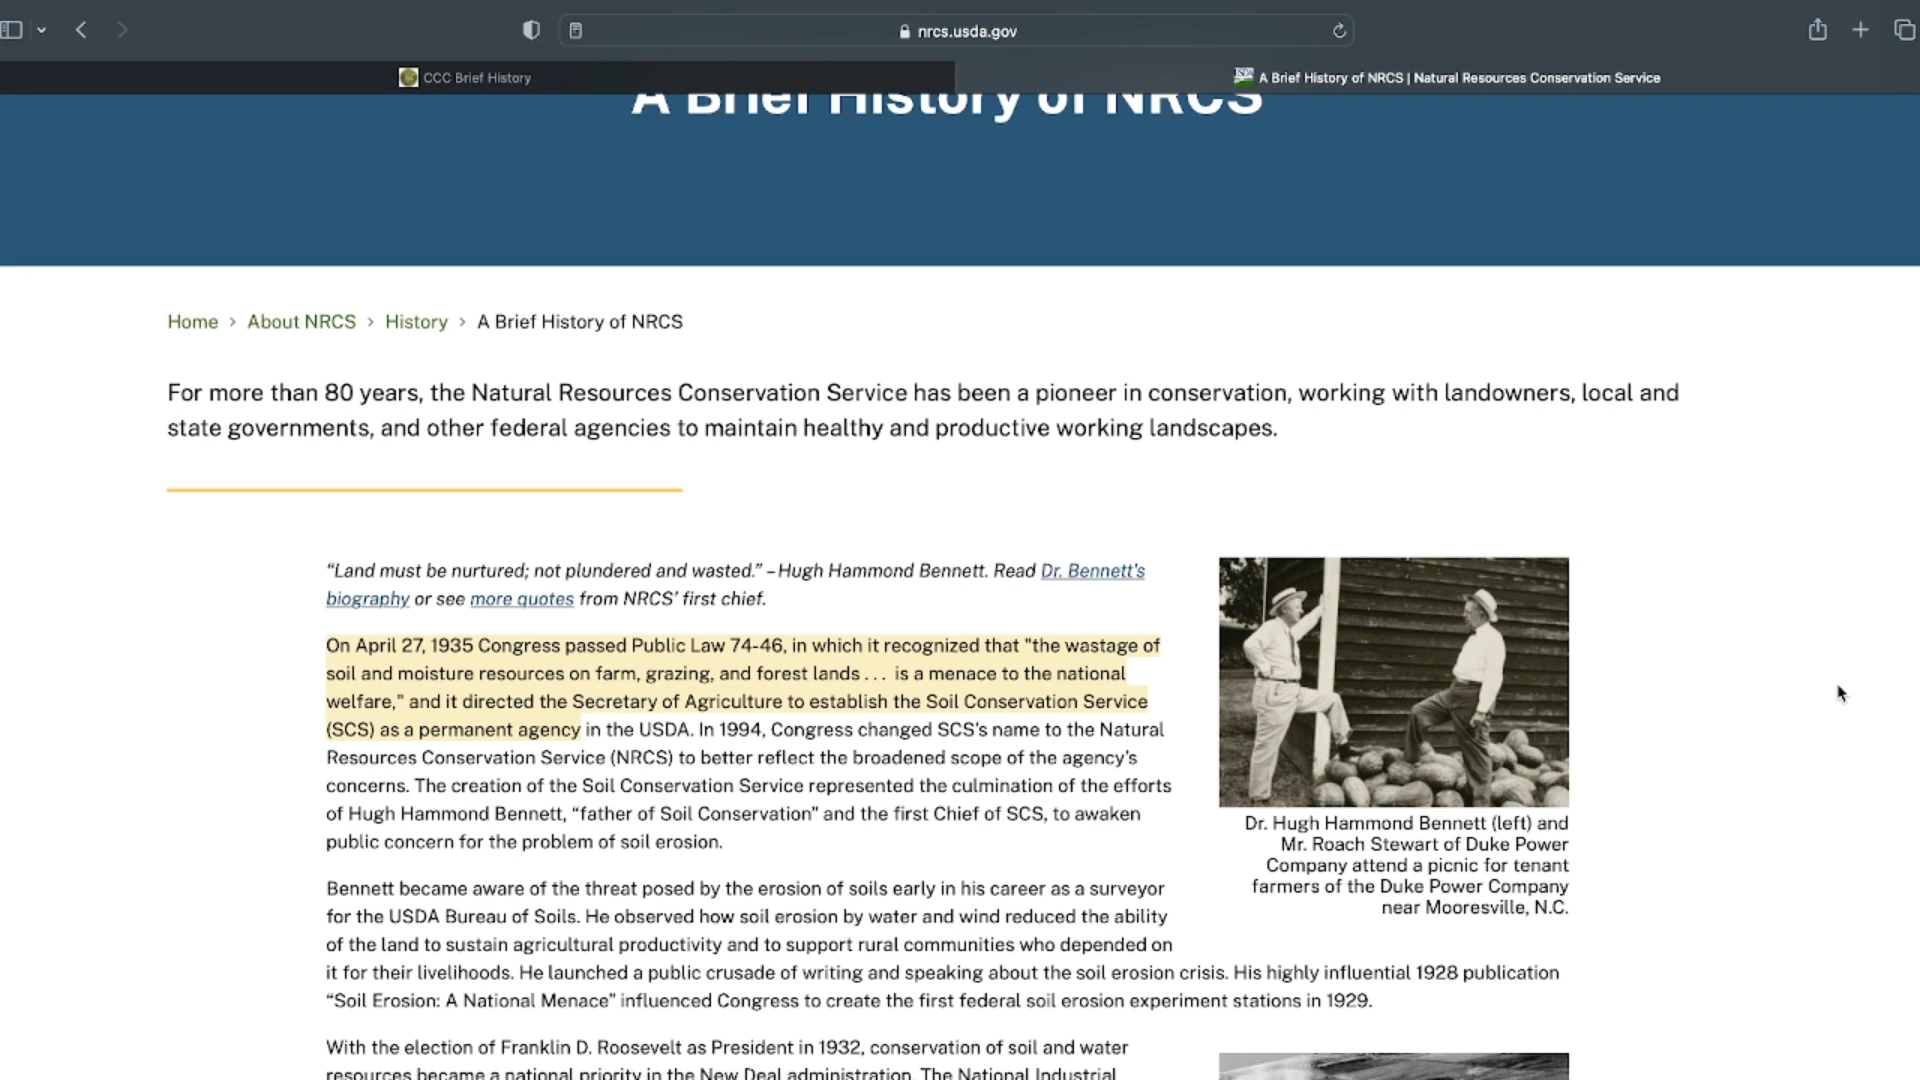 nrcs.usda.gov
CCC Brief History
A Brief History of NRCS | Natural Resources Conservation Service
A Brief History of NRCS
Home > About NRCS > History > A Brief History of NRCS
For more than 80 years, the Natural Resources Conservation Service has been a pioneer in conservation, working with landowners, local and
state governments, and other federal agencies to maintain healthy and productive working landscapes.
“Land must be nurtured; not plundered and wasted.” – Hugh Hammond Bennett. Read Dr. Bennett’s
biography or see more quotes from NRCS’ first chief.
On April 27, 1935 Congress passed Public Law 74-46, in which it recognized that "the wastage of
soil and moisture resources on farm, grazing, and forest lands . . . is a menace to the national
welfare," and it directed the Secretary of Agriculture to establish the Soil Conservation Service
(SCS) as a permanent agency in the USDA. In 1994, Congress changed SCS’s name to the Natural
Resources Conservation Service (NRCS) to better reflect the broadened scope of the agency’s
concerns. The creation of the Soil Conservation Service represented the culmination of the efforts
of Hugh Hammond Bennett, “father of Soil Conservation” and the first Chief of SCS, to awaken
public concern for the problem of soil erosion.
Dr. Hugh Hammond Bennett (left) and
Mr. Roach Stewart of Duke Power
Company attend a picnic for tenant
farmers of the Duke Power Company
near Mooresville, N.C.
Bennett became aware of the threat posed by the erosion of soils early in his career as a surveyor
for the USDA Bureau of Soils. He observed how soil erosion by water and wind reduced the ability
of the land to sustain agricultural productivity and to support rural communities who depended on
it for their livelihoods. He launched a public crusade of writing and speaking about the soil erosion crisis. His highly influential 1928 publication
“Soil Erosion: A National Menace” influenced Congress to create the first federal soil erosion experiment stations in 1929.
With the election of Franklin D. Roosevelt as President in 1932, conservation of soil and water
resources became a national priority in the New Deal administration. The National Industrial